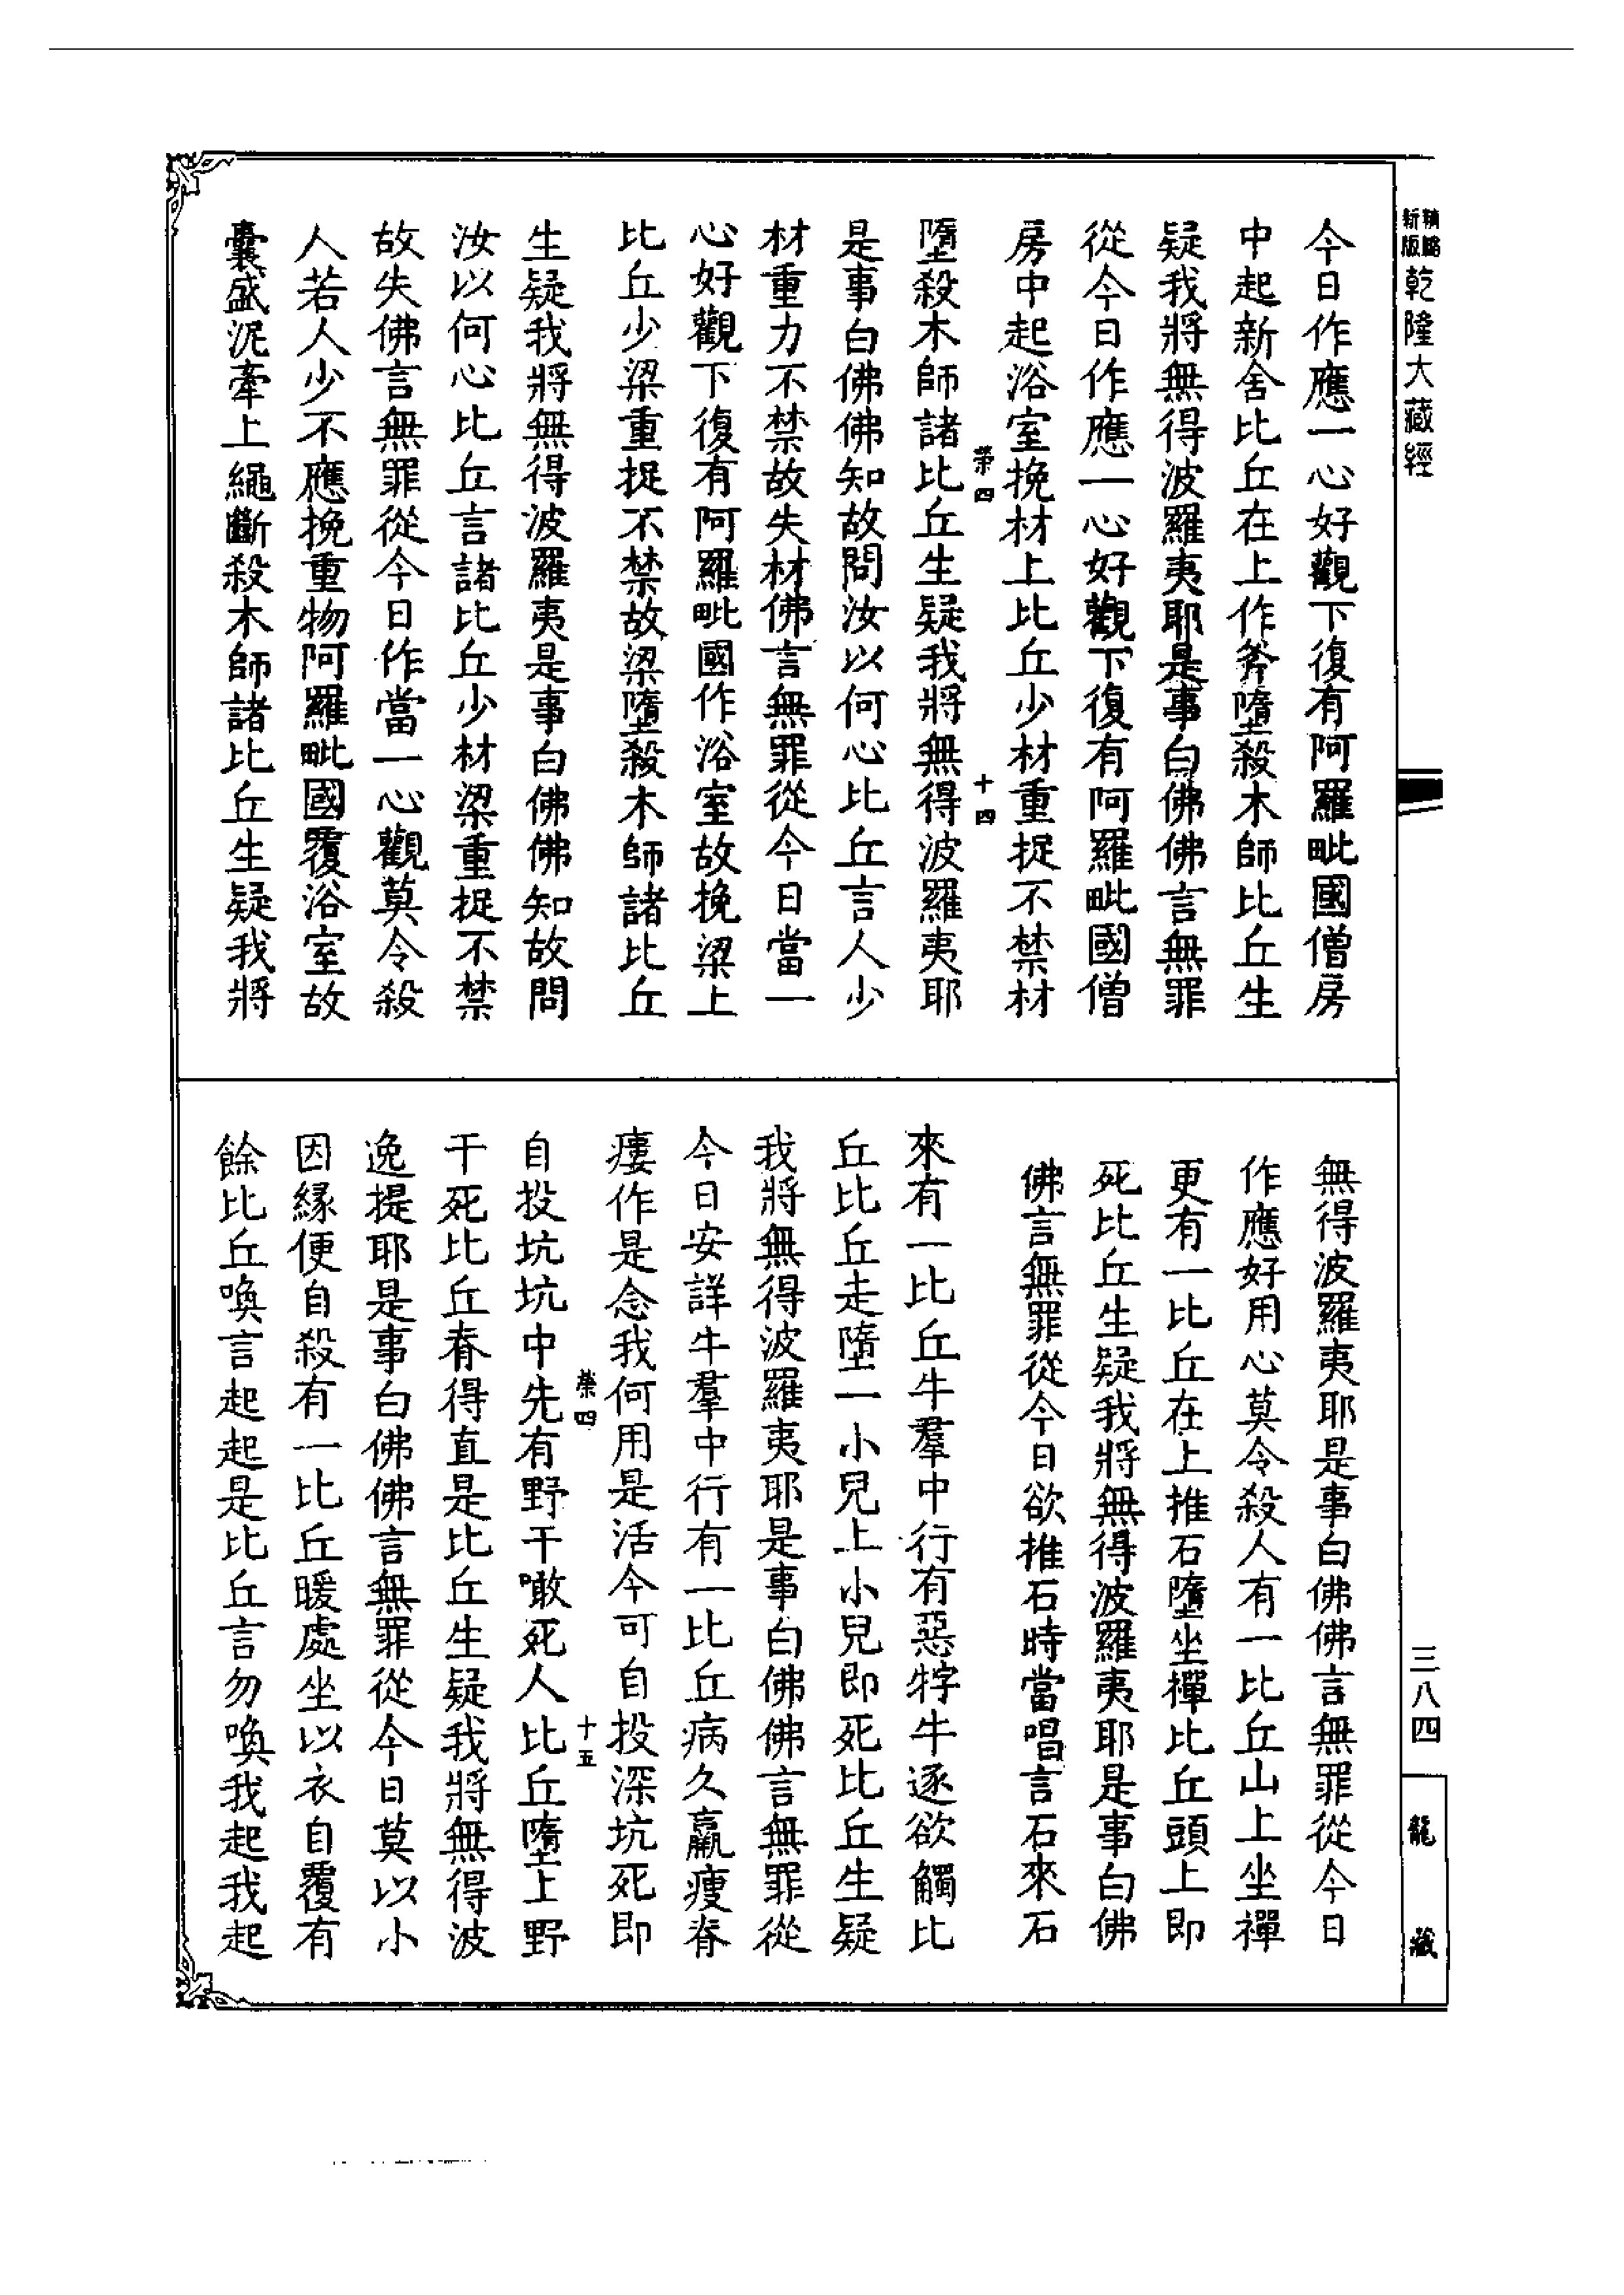 新版精縮乾隆大藏經
今日作應一心好觀下復有阿羅毗國僧房
中起新舍比丘在上作斧墮殺木師比丘生
疑我將無得波羅夷耶是事白佛佛言無罪
從今日作應一心好觀下復有阿羅毗國僧
房中起浴室挽材上比丘少材重捉不禁材
榮四
十四
墮殺木師諸比丘生疑我將無得波羅夷耶
是事白佛佛知故問汝以何心比丘言人少
材重力不禁故失材佛言無罪從今日當一
心好觀下復有阿羅毗國作浴室故挽梁上
比丘少梁重捉不禁故梁墮殺木師諸比丘
生疑我將無得波羅夷是事白佛佛知故問
汝以何心比丘言諸比丘少材梁重捉不禁
故失佛言無罪從今日作當一心觀莫令殺
人若人少不應挽重物阿羅毗國覆浴室故
囊盛泥牽上繩斷殺木師諸比丘生疑我將
無得波羅夷耶是事白佛佛言無罪從今日
作應好用心莫令殺人有一比丘山上坐禪
更有一比丘在上推石墮坐禪比丘頭上即
死比丘生疑我將無得波羅夷耶是事白佛
佛言無罪從今日欲推石時當唱言石來石
來有一比丘牛羣中行有惡牸牛逐欲觸比
丘比丘走墮一小兒上小兒即死比丘生疑
我將無得波羅夷耶是事白佛佛言無罪從
今日安詳牛羣中行有一比丘病久羸瘦脊
瘻作是念我何用是活今可自投深坑死即
榮四
十五
自投坑坑中先有野干噉死人比丘墮上野
干死比丘脊得直是比丘生疑我將無得波
逸提耶是事白佛佛言無罪從今日莫以小
因緣便自殺有一比丘暖處坐以衣自覆有
餘比丘喚言起起是比丘言勿喚我起我起
三八四
龍藏